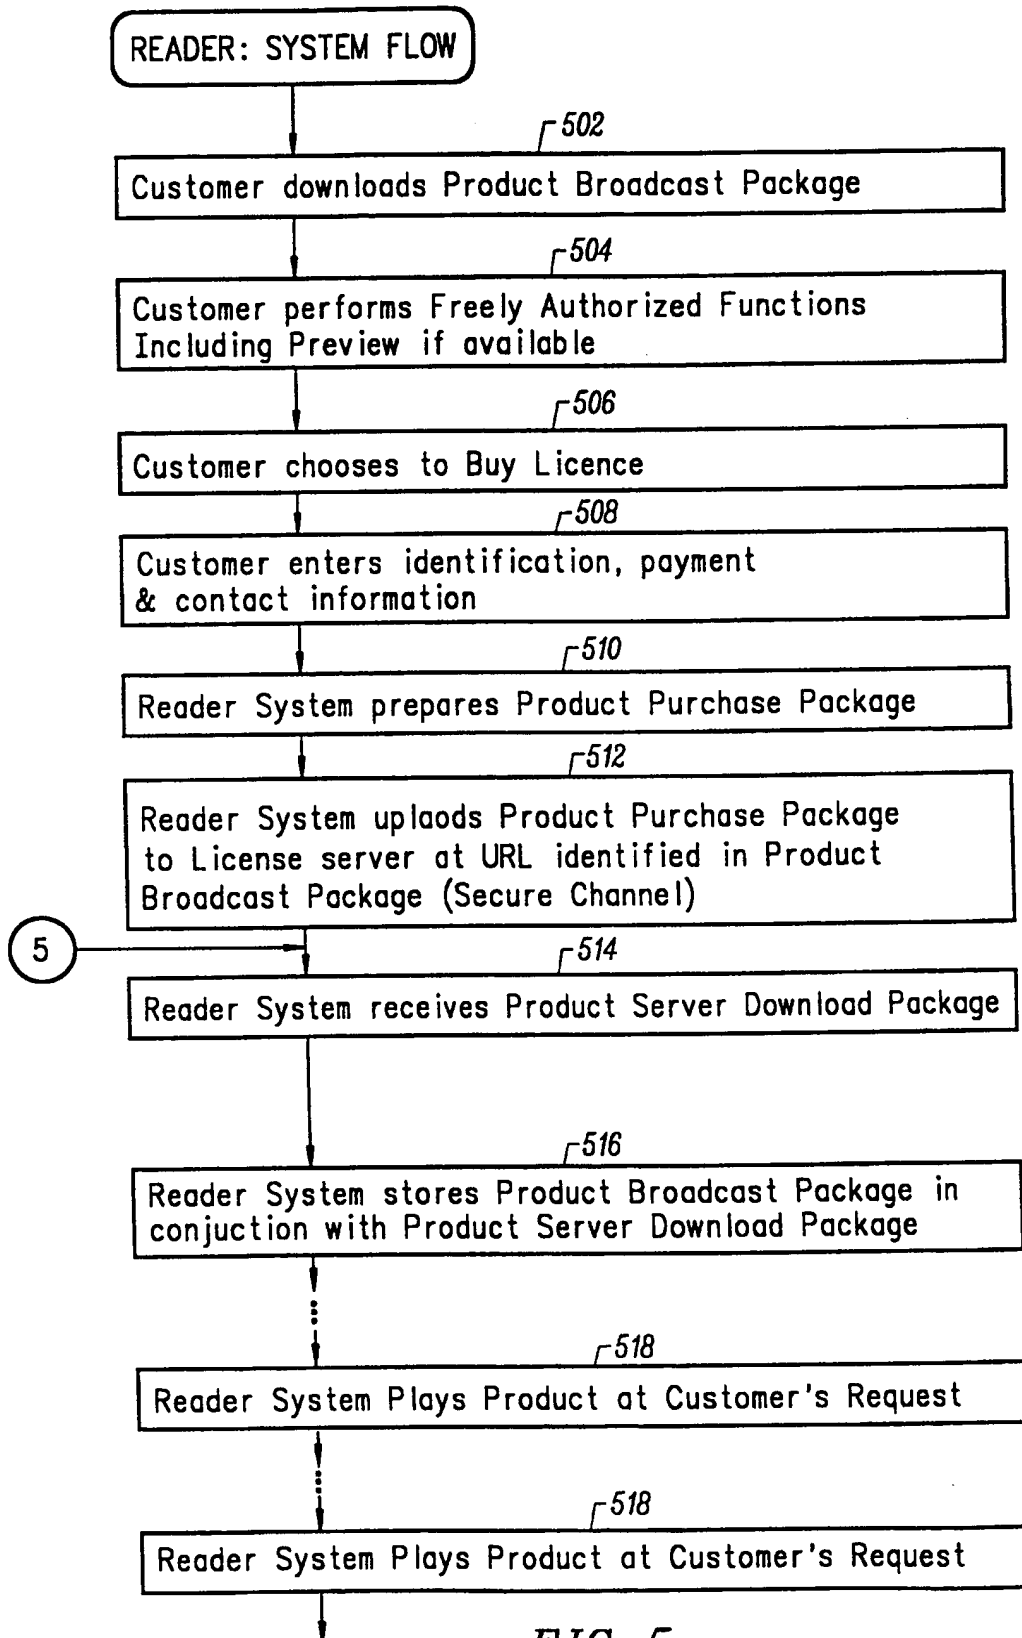 READER: SYSTEM FLOW
502
Customer downloads Product Broadcast Package
504
Customer performs Freely Authorized Functions
Including Preview if available
506
Customer chooses to Buy Licence
508
Customer enters identification, payment
& contact information
510
Reader System prepares Product Purchase Package
512
Reader System uplaods Product Purchase Package
to License server at URL identified in Product
Broadcast Package (Secure Channel)
5
514
Reader System receives Product Server Download Package
516
Reader System stores Product Broadcast Package in
conjuction with Product Server Download Package
518
Reader System Plays Product at Customer's Request
518
Reader System Plays Product at Customer's Request
FIG. 5